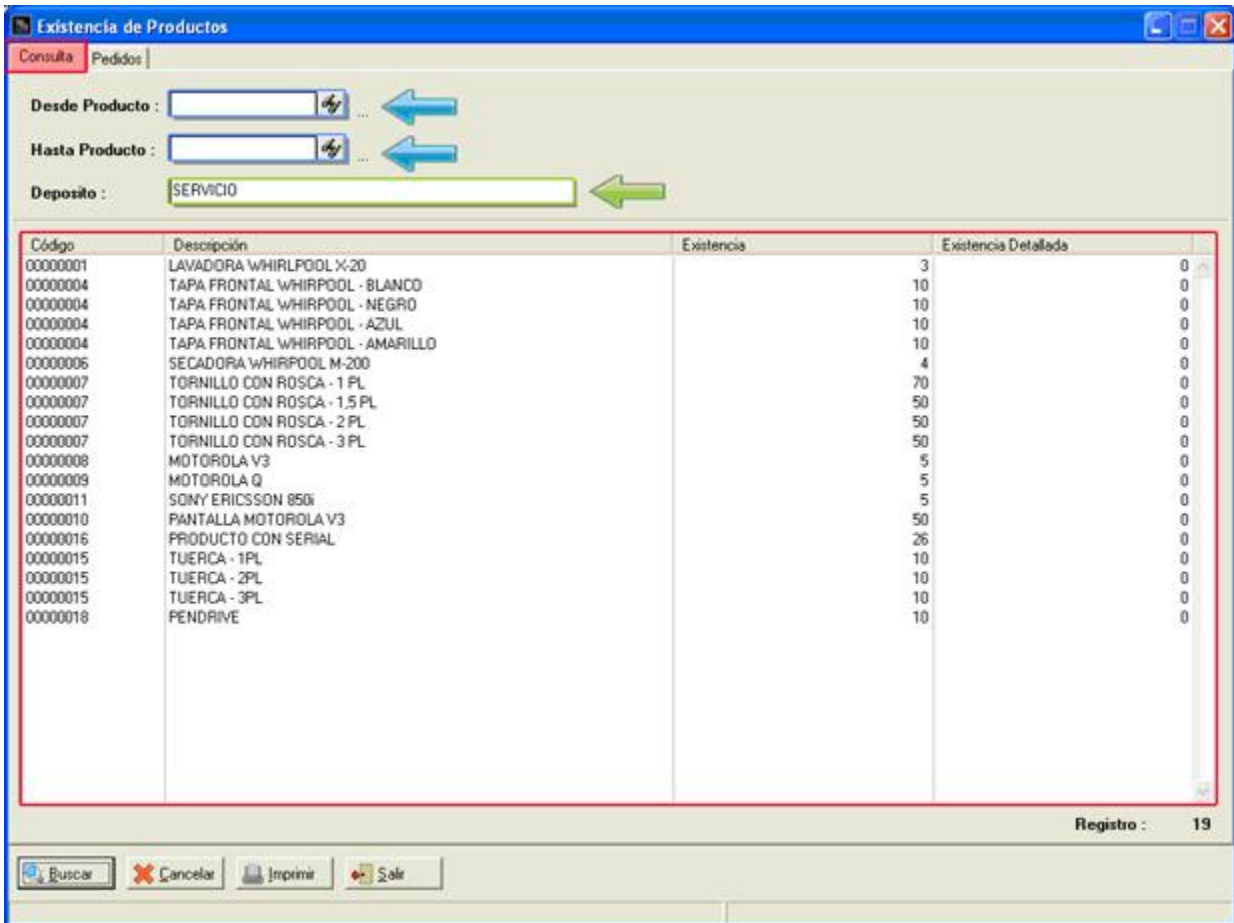 Existencia de Productos
Consulta Pedidos
Desde Producto : ...
Hasta Producto : ...
Deposito : SERVICIO
Código Descripción Existencia Existencia Detallada
00000001 LAVADORA WHIRLPOOL X-20 3 0
00000004 TAPA FRONTAL WHIRPOOL - BLANCO 10 0
00000004 TAPA FRONTAL WHIRPOOL - NEGRO 10 0
00000004 TAPA FRONTAL WHIRPOOL - AZUL 10 0
00000004 TAPA FRONTAL WHIRPOOL - AMARILLO 10 0
00000006 SECADORA WHIRPOOL M-200 4 0
00000007 TORNILLO CON ROSCA - 1 PL 70 0
00000007 TORNILLO CON ROSCA - 1,5 PL 50 0
00000007 TORNILLO CON ROSCA - 2 PL 50 0
00000007 TORNILLO CON ROSCA - 3 PL 50 0
00000008 MOTOROLA V3 5 0
00000009 MOTOROLA Q 5 0
00000011 SONY ERICSSON 850i 5 0
00000010 PANTALLA MOTOROLA V3 50 0
00000016 PRODUCTO CON SERIAL 26 0
00000015 TUERCA - 1PL 10 0
00000015 TUERCA - 2PL 10 0
00000015 TUERCA - 3PL 10 0
00000018 PENDRIVE 10 0
Registro : 19
Buscar Cancelar Imprimir Salir